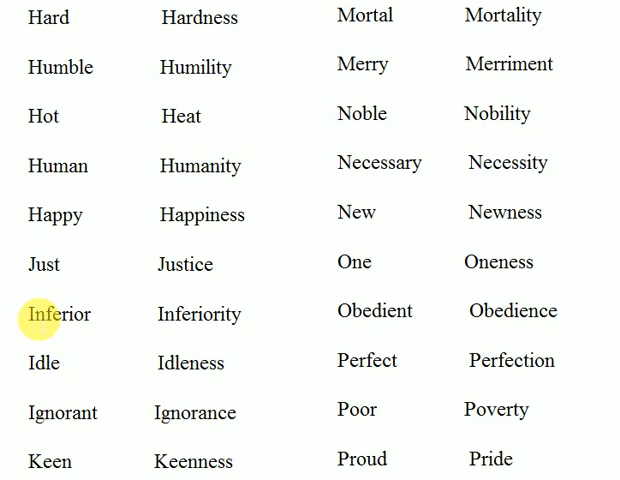 Hard Hardness Mortal Mortality
Humble Humility Merry Merriment
Hot Heat Noble Nobility
Human Humanity Necessary Necessity
Happy Happiness New Newness
Just Justice One Oneness
Inferior Inferiority Obedient Obedience
Idle Idleness Perfect Perfection
Ignorant Ignorance Poor Poverty
Keen Keenness Proud Pride